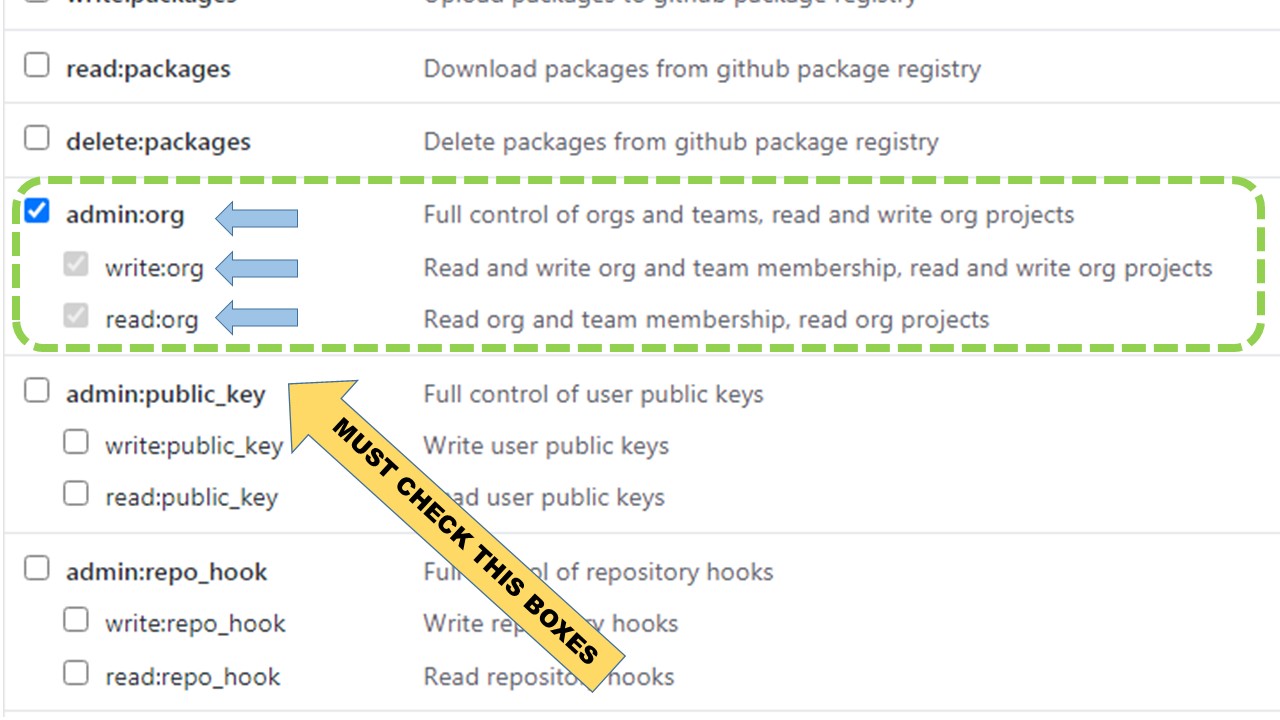 write:packages Upload packages to github package registry
read:packages Download packages from github package registry
delete:packages Delete packages from github package registry
admin:org Full control of orgs and teams, read and write org projects
write:org Read and write org and team membership, read and write org projects
read:org Read org and team membership, read org projects
admin:public_key Full control of user public keys
write:public_key Write user public keys
read:public_key ad user public keys
admin:repo_hook Full ol of repository hooks
write:repo_hook Write rep y hooks
read:repo_hook Read reposito hooks
MUST CHECK THIS BOXES